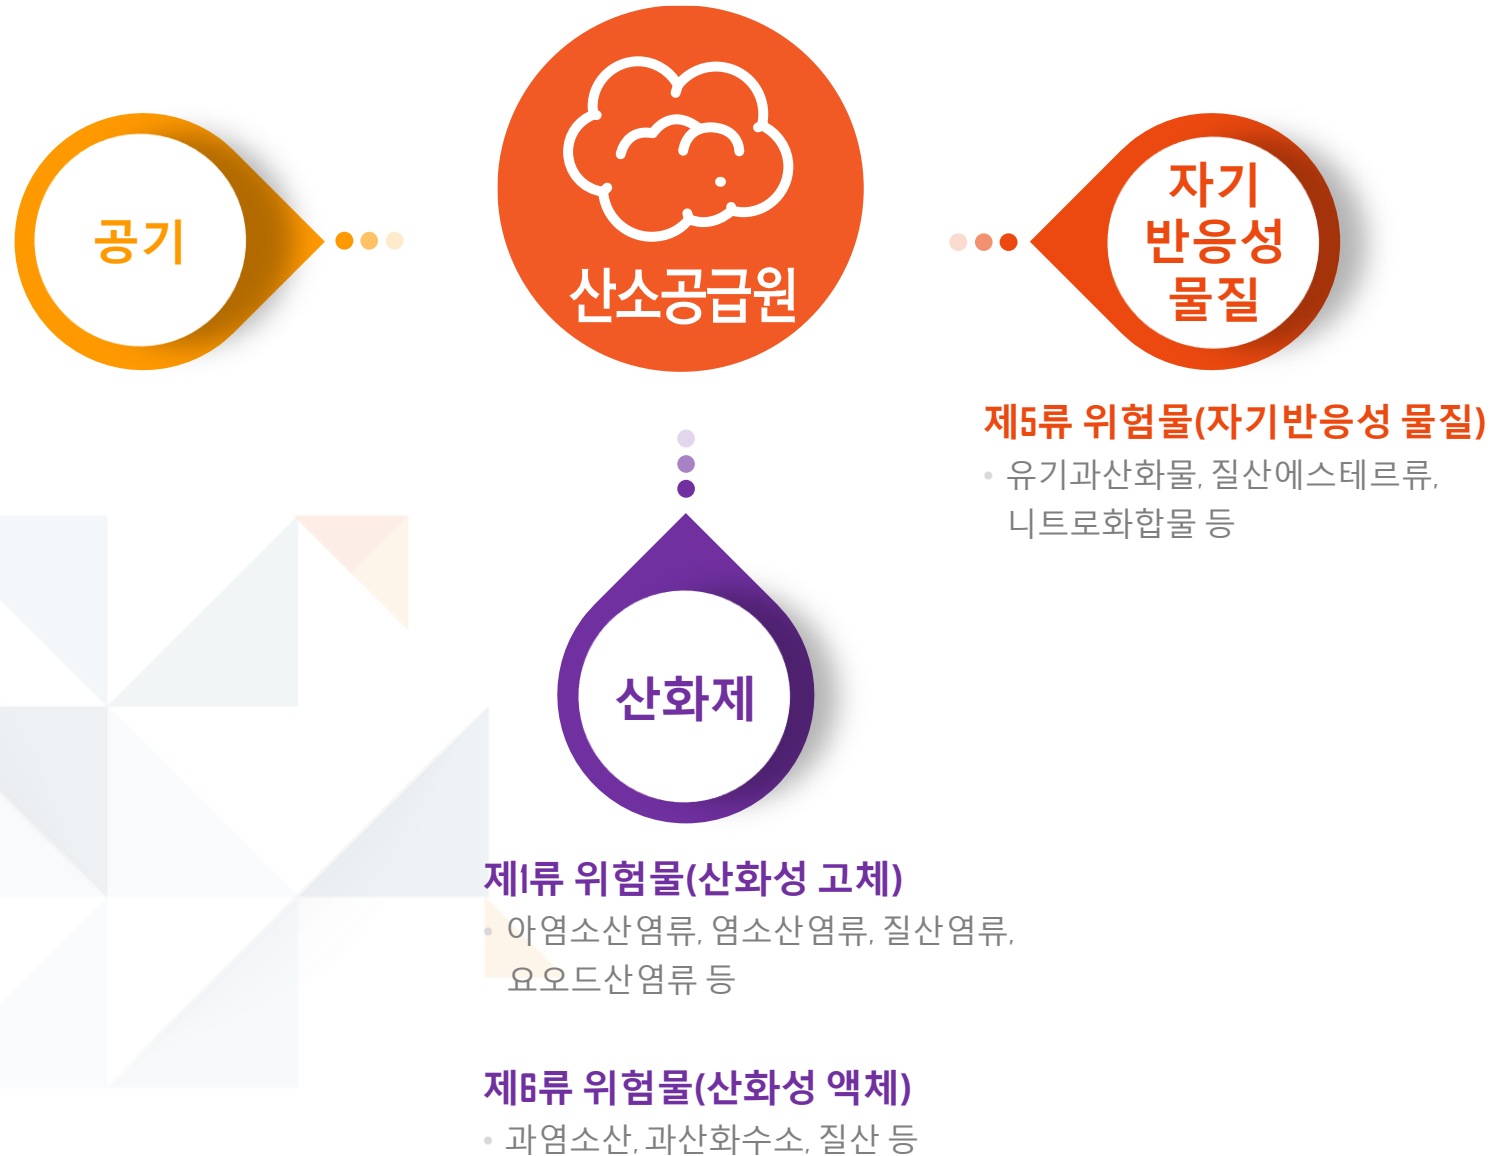 산소공급원
공기
자기
반응성
물질
제5류 위험물(자기반응성 물질)
• 유기과산화물, 질산에스테르류,
니트로화합물 등
산화제
제1류 위험물(산화성 고체)
• 아염소산염류, 염소산염류, 질산염류,
요오드산염류 등
제6류 위험물(산화성 액체)
• 과염소산, 과산화수소, 질산 등